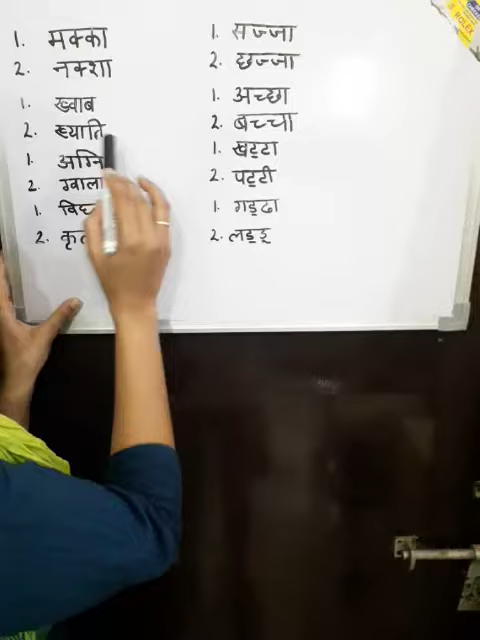 1. मक्का
2. नक्शा
1. ख्वाब
2. ख्याति
1. अग्नि
2. ग्वाला
1.
2.
1. सज्जा
2. छज्जा
1. अच्छा
2. बच्चा
1. खट्टा
2. पट्टी
1. गड्ढा
2. लड्डू
ROLEX